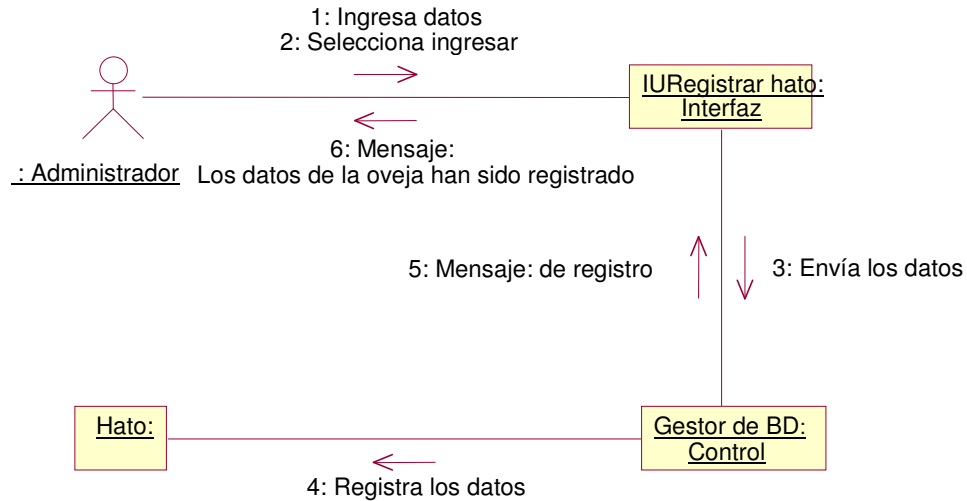 1: Ingresa datos
2: Selecciona ingresar
IURegistrar hato:
Interfaz
6: Mensaje:
: Administrador
Los datos de la oveja han sido registrado
5: Mensaje: de registro
3: Envía los datos
Hato:
Gestor de BD:
Control
4: Registra los datos